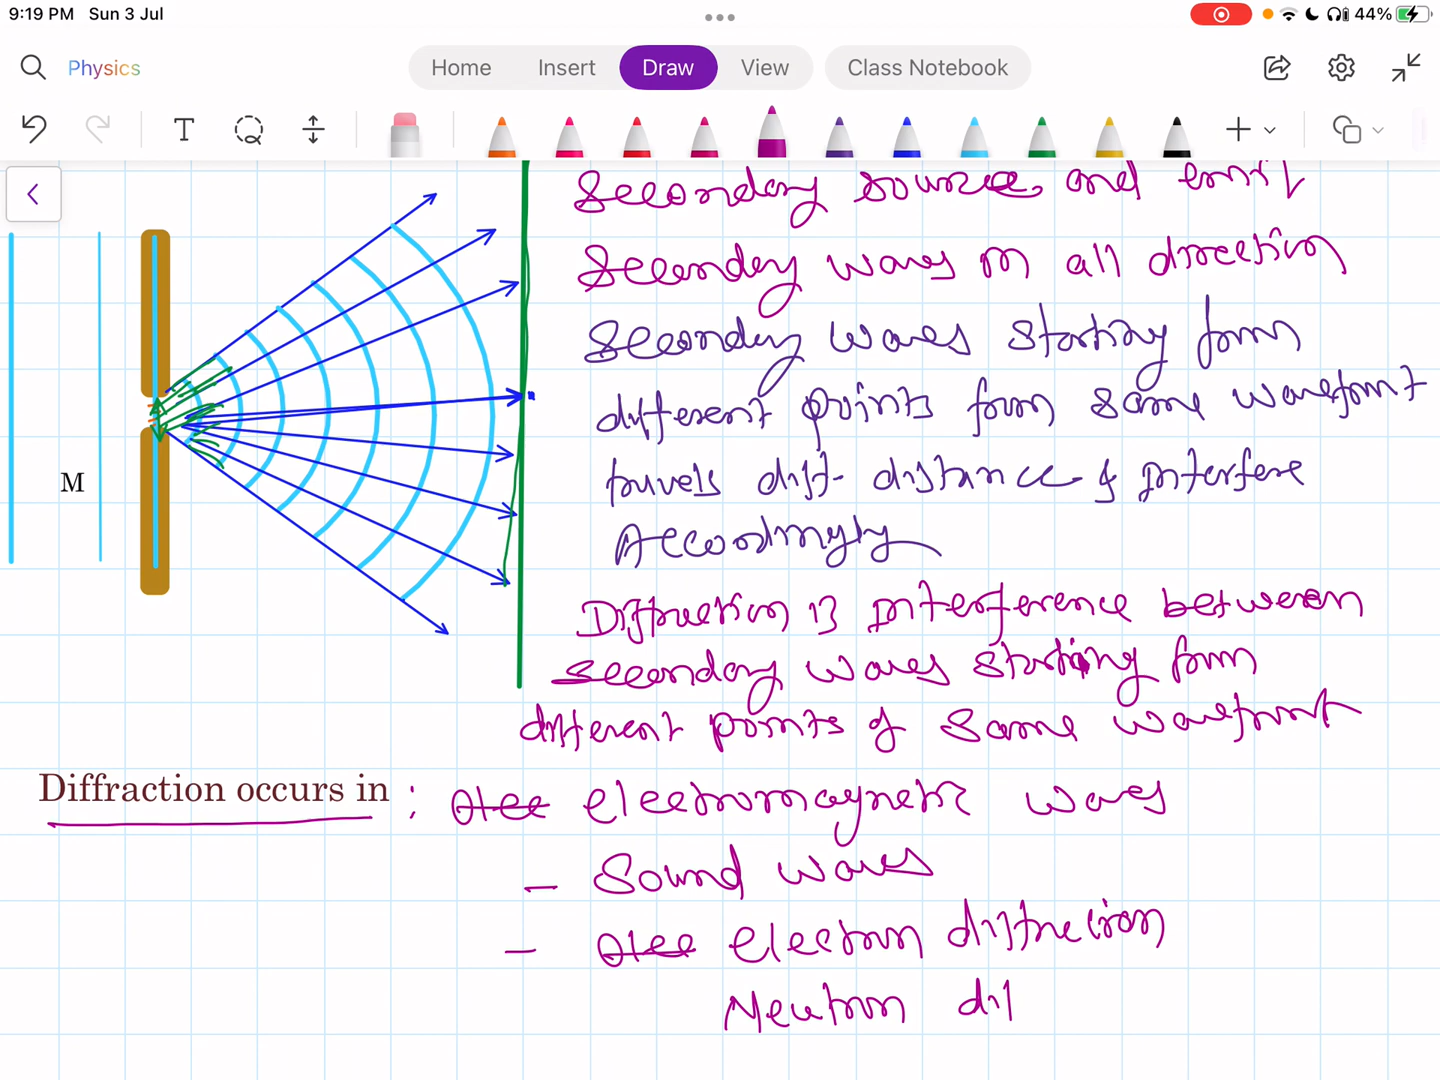 9:19 PM Sun 3 Jul
44%
Physics
Home Insert Draw View Class Notebook
T
Secondary source and emit
Secondary waves in all direction
Secondary waves starting form
different points form same wavefront
travels diff. distance & interfere
Accordingly
Diffraction is interference between
secondary waves starting form
different points of same wavefront
M
Diffraction occurs in : electromagnetic waves
- Sound waves
- electron diffraction
Neutron dif